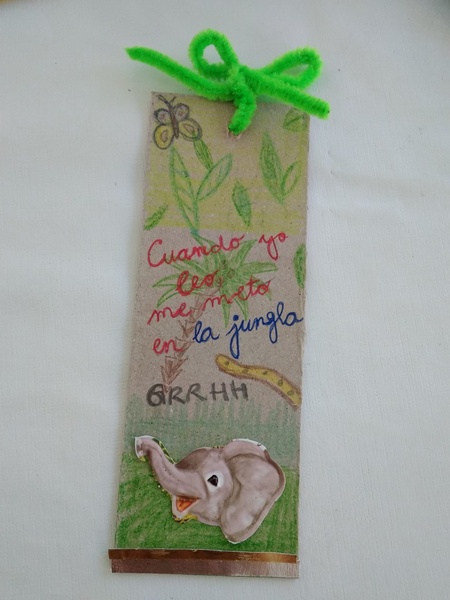 Cuando yo
leo,
me meto
en la jungla
GRRHH